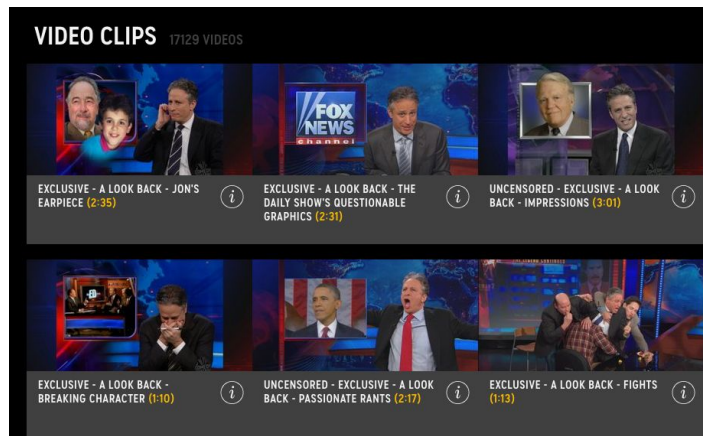 VIDEO CLIPS 17129 VIDEOS
FOX
NEWS
channel
EXCLUSIVE - A LOOK BACK - JON'S
EARPIECE (2:35)
i
EXCLUSIVE - A LOOK BACK - THE
DAILY SHOW'S QUESTIONABLE
GRAPHICS (2:31)
i
UNCENSORED - EXCLUSIVE - A LOOK
BACK - IMPRESSIONS (3:01)
i
EXCLUSIVE - A LOOK BACK -
BREAKING CHARACTER (1:10)
i
UNCENSORED - EXCLUSIVE - A LOOK
BACK - PASSIONATE RANTS (2:17)
i
EXCLUSIVE - A LOOK BACK - FIGHTS
(1:13)
i